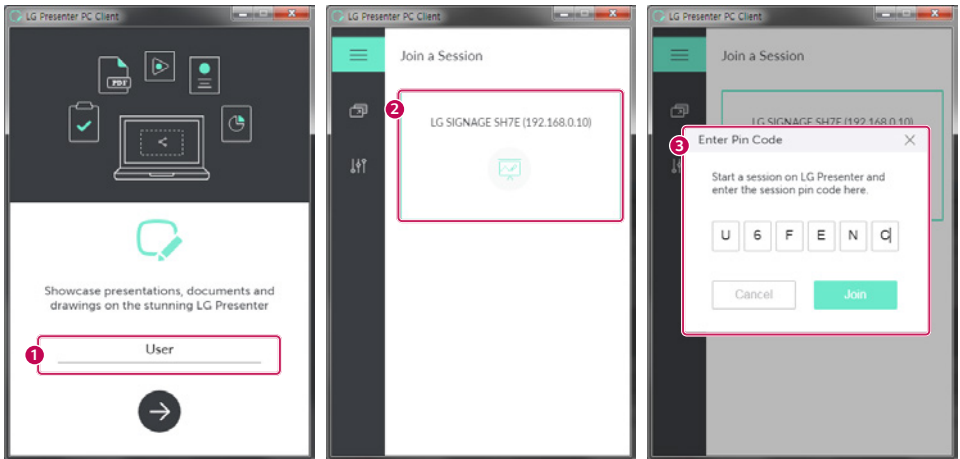 LG Presenter PC Client
PDF
Showcase presentations, documents and
drawings on the stunning LG Presenter
1
User
LG Presenter PC Client
Join a Session
2
LG SIGNAGE SH7E (192.168.0.10)
LG Presenter PC Client
Join a Session
LG SIGNAGE SH7E (192.168.0.10)
3
Enter Pin Code
Start a session on LG Presenter and
enter the session pin code here.
U 6 F E N C
Cancel Join